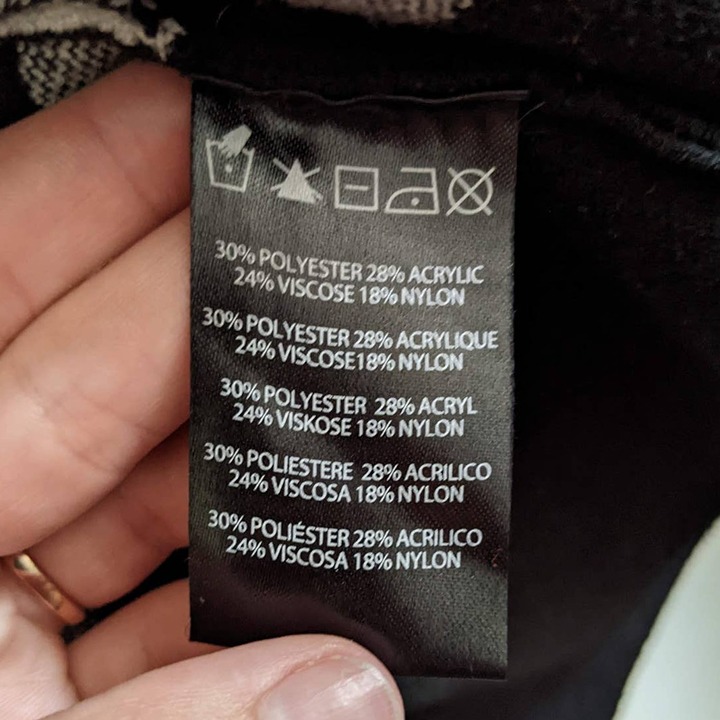 30% POLYESTER 28% ACRYLIC
24% VISCOSE 18% NYLON
30% POLYESTER 28% ACRYLIQUE
24% VISCOSE18% NYLON
30% POLYESTER 28% ACRYL
24% VISKOSE 18% NYLON
30% POLIESTERE 28% ACRILICO
24% VISCOSA 18% NYLON
30% POLIÉSTER 28% ACRILICO
24% VISCOSA 18% NYLON